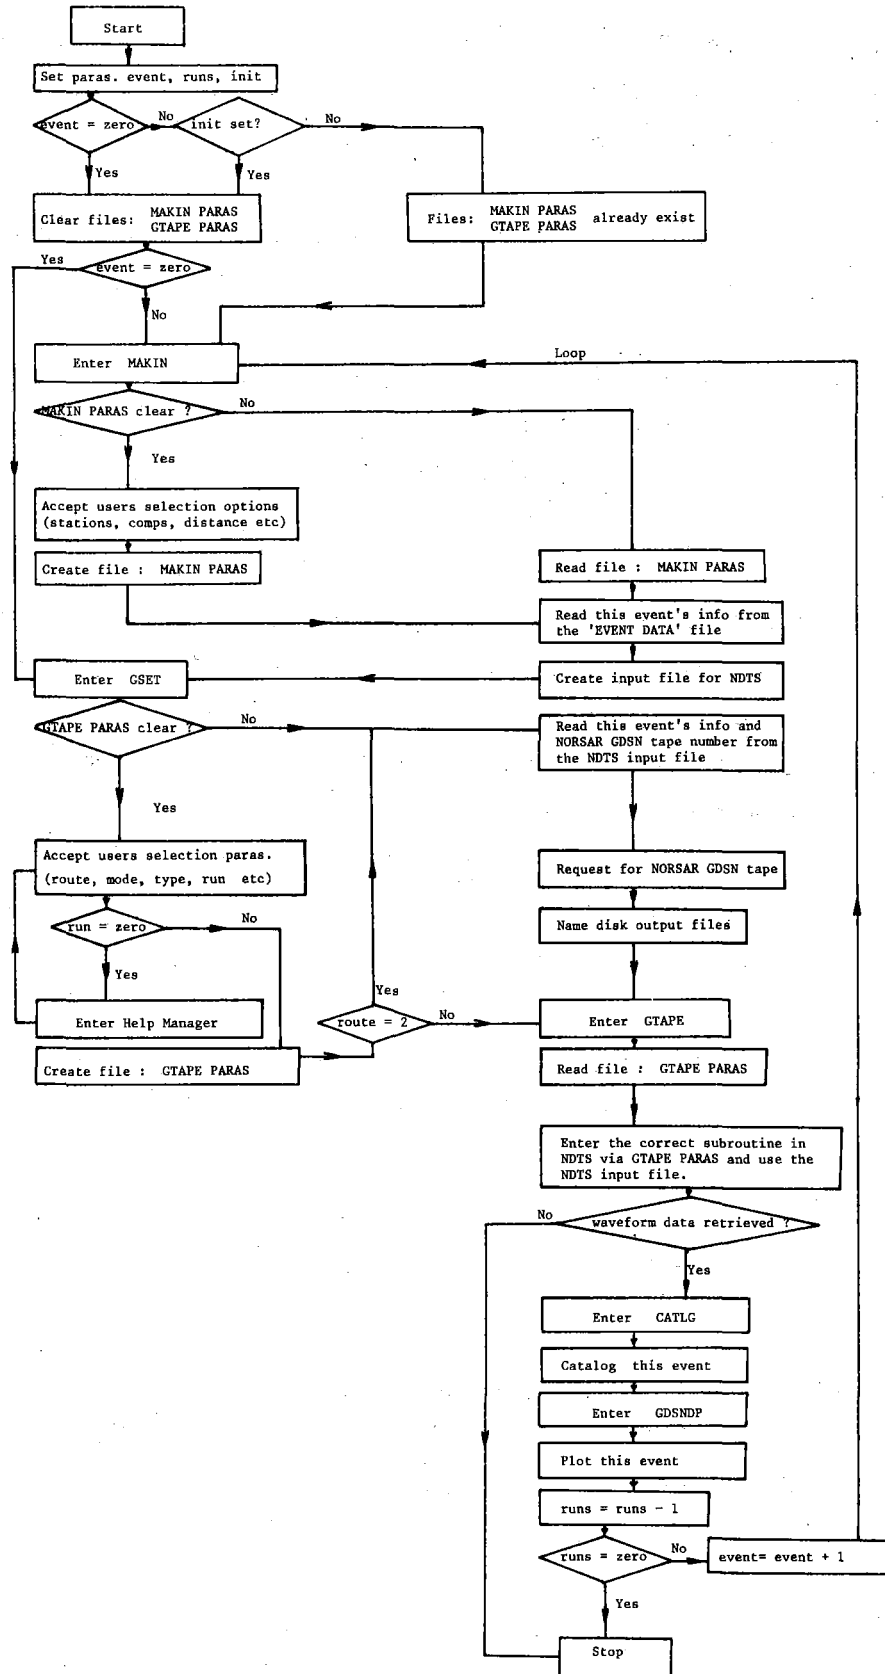 Start
Set paras. event, runs, init
event = zero
No
init set?
No
Yes
Yes
Clear files: MAKIN PARAS
GTAPE PARAS
Files: MAKIN PARAS already exist
GTAPE PARAS
Yes
event = zero
No
Enter MAKIN
Loop
MAKIN PARAS clear ?
No
Yes
Accept users selection options
(stations, comps, distance etc)
Create file : MAKIN PARAS
Read file : MAKIN PARAS
Read this event's info from
the 'EVENT DATA' file
Enter GSET
Create input file for NDTS
GTAPE PARAS clear ?
No
Read this event's info and
NORSAR GDSN tape number from
the NDTS input file
Yes
Accept users selection paras.
(route, mode, type, run etc)
Request for NORSAR GDSN tape
run = zero
No
Name disk output files
Yes
Enter Help Manager
Yes
route = 2
No
Enter GTAPE
Create file : GTAPE PARAS
Read file : GTAPE PARAS
Enter the correct subroutine in
NDTS via GTAPE PARAS and use the
NDTS input file.
No
waveform data retrieved ?
Yes
Enter CATLG
Catalog this event
Enter GDSNDP
Plot this event
runs = runs - 1
runs = zero
No
event= event + 1
Yes
Stop